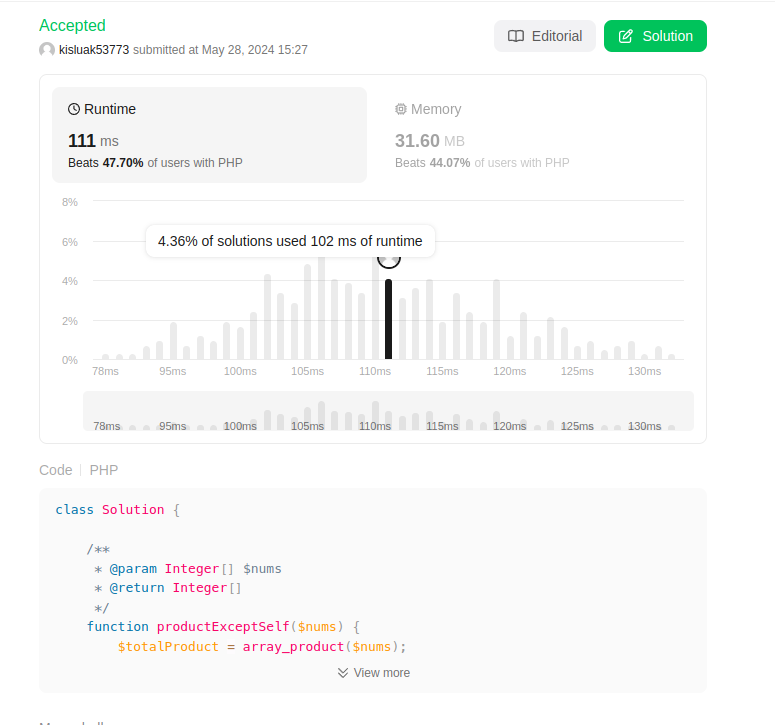 Accepted
kisluak53773 submitted at May 28, 2024 15:27
Editorial
Solution
Runtime
111 ms
Beats 47.70% of users with PHP
Memory
31.60 MB
Beats 44.07% of users with PHP
8%
6%
4%
2%
0%
4.36% of solutions used 102 ms of runtime
78ms 95ms 100ms 105ms 110ms 115ms 120ms 125ms 130ms
78ms 95ms 100ms 105ms 110ms 115ms 120ms 125ms 130ms
Code | PHP
class Solution {
/**
* @param Integer[] $nums
* @return Integer[]
*/
function productExceptSelf($nums) {
$totalProduct = array_product($nums);
View more